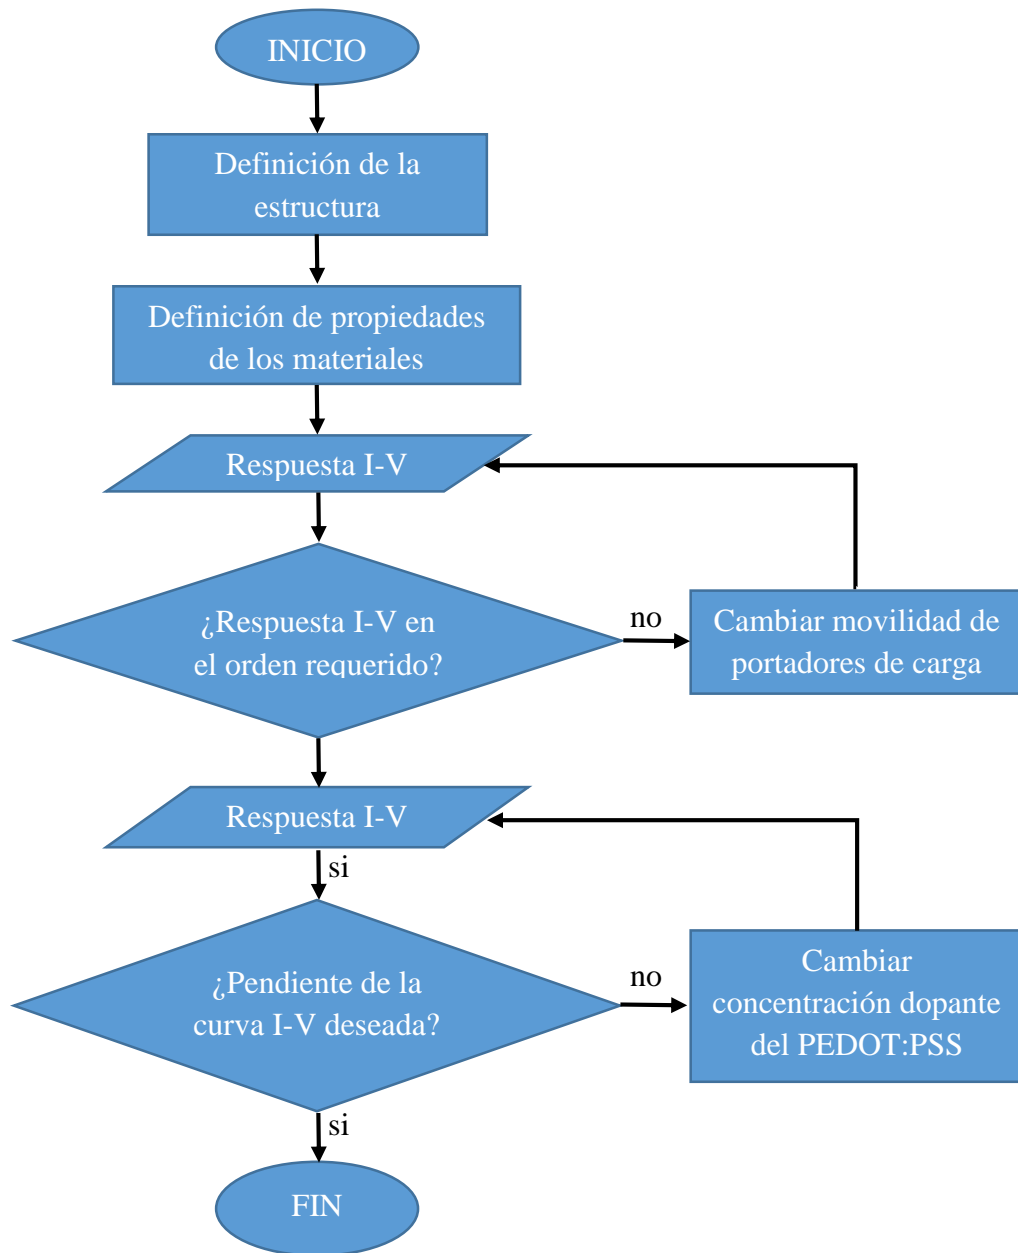 INICIO
Definición de la
estructura
Definición de propiedades
de los materiales
Respuesta I-V
¿Respuesta I-V en
el orden requerido?
no
Cambiar movilidad de
portadores de carga
Respuesta I-V
si
¿Pendiente de la
curva I-V deseada?
no
Cambiar
concentración dopante
del PEDOT:PSS
si
FIN